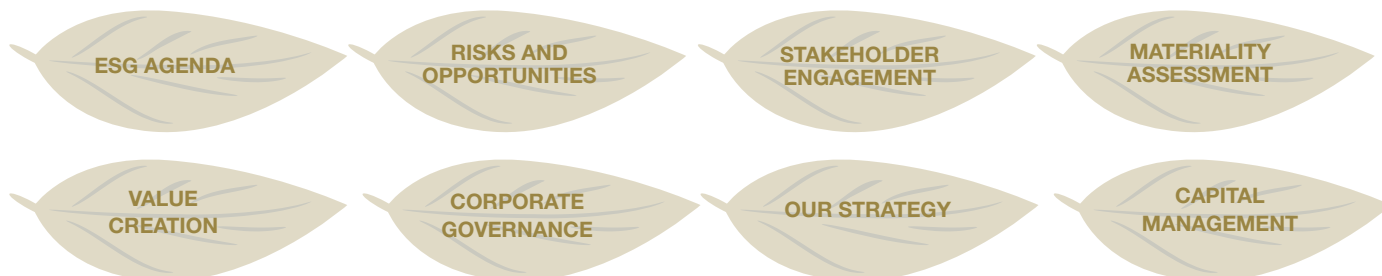 ESG AGENDA
RISKS AND
OPPORTUNITIES
STAKEHOLDER
ENGAGEMENT
MATERIALITY
ASSESSMENT
VALUE
CREATION
CORPORATE
GOVERNANCE
OUR STRATEGY
CAPITAL
MANAGEMENT